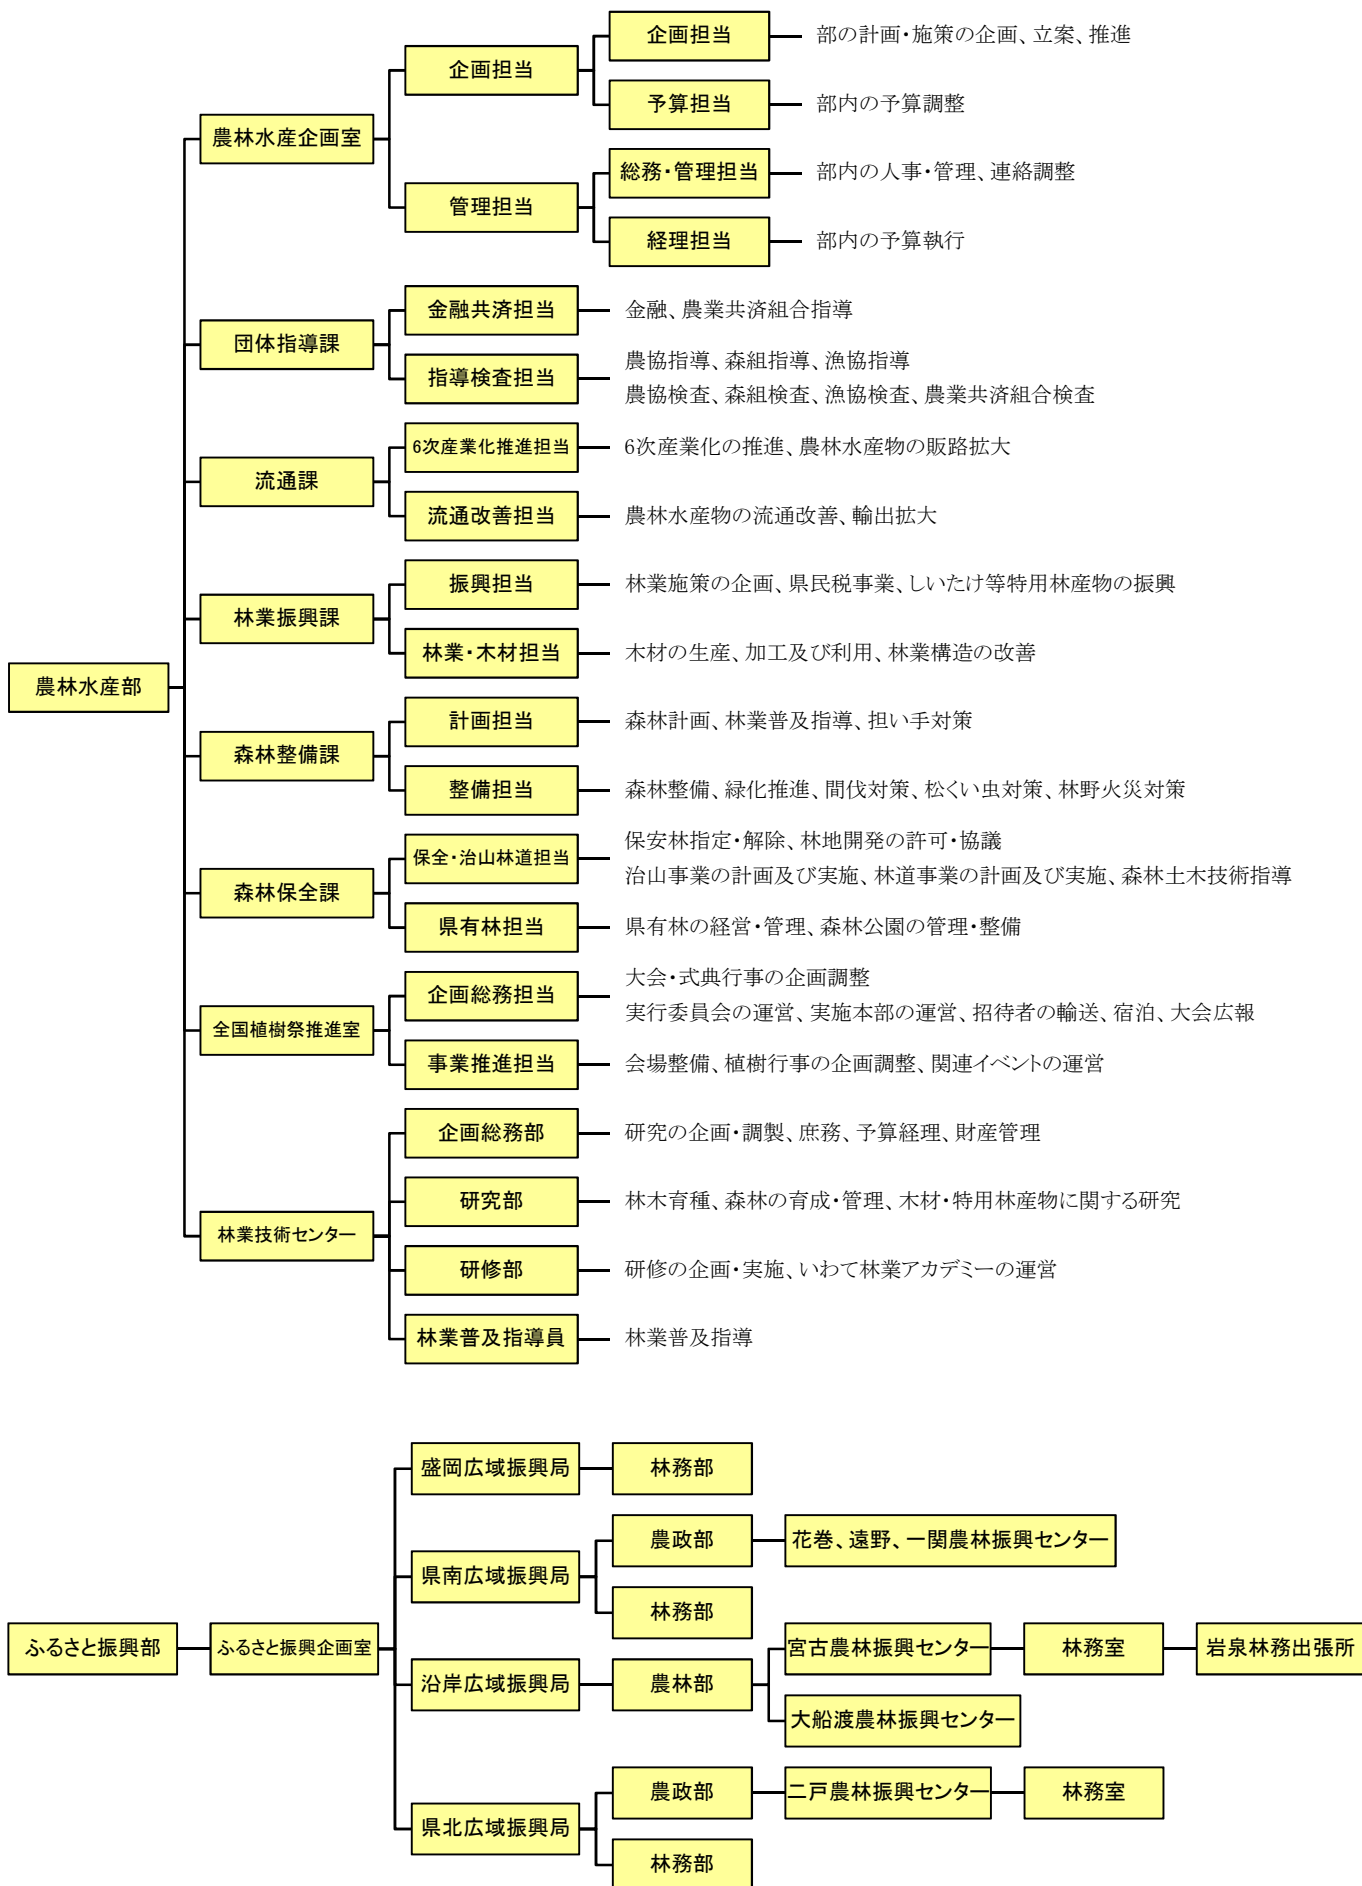 企画担当
部の計画・施策の企画、立案、推進
企画担当
予算担当
部内の予算調整
農林水産企画室
総務・管理担当
部内の人事・管理、連絡調整
管理担当
経理担当
部内の予算執行
金融共済担当
金融、農業共済組合指導
団体指導課
指導検査担当
農協指導、森組指導、漁協指導
農協検査、森組検査、漁協検査、農業共済組合検査
6次産業化推進担当
6次産業化の推進、農林水産物の販路拡大
流通課
流通改善担当
農林水産物の流通改善、輸出拡大
振興担当
林業施策の企画、県民税事業、しいたけ等特用林産物の振興
林業振興課
林業・木材担当
木材の生産、加工及び利用、林業構造の改善
農林水産部
計画担当
森林計画、林業普及指導、担い手対策
森林整備課
整備担当
森林整備、緑化推進、間伐対策、松くい虫対策、林野火災対策
保全・治山林道担当
保安林指定・解除、林地開発の許可・協議
治山事業の計画及び実施、林道事業の計画及び実施、森林土木技術指導
森林保全課
県有林担当
県有林の経営・管理、森林公園の管理・整備
企画総務担当
大会・式典行事の企画調整
実行委員会の運営、実施本部の運営、招待者の輸送、宿泊、大会広報
全国植樹祭推進室
事業推進担当
会場整備、植樹行事の企画調整、関連イベントの運営
企画総務部
研究の企画・調製、庶務、予算経理、財産管理
研究部
林木育種、森林の育成・管理、木材・特用林産物に関する研究
林業技術センター
研修部
研修の企画・実施、いわて林業アカデミーの運営
林業普及指導員
林業普及指導
盛岡広域振興局
林務部
農政部
花巻、遠野、一関農林振興センター
県南広域振興局
林務部
ふるさと振興部
ふるさと振興企画室
宮古農林振興センター
林務室
岩泉林務出張所
沿岸広域振興局
農林部
大船渡農林振興センター
農政部
二戸農林振興センター
林務室
県北広域振興局
林務部